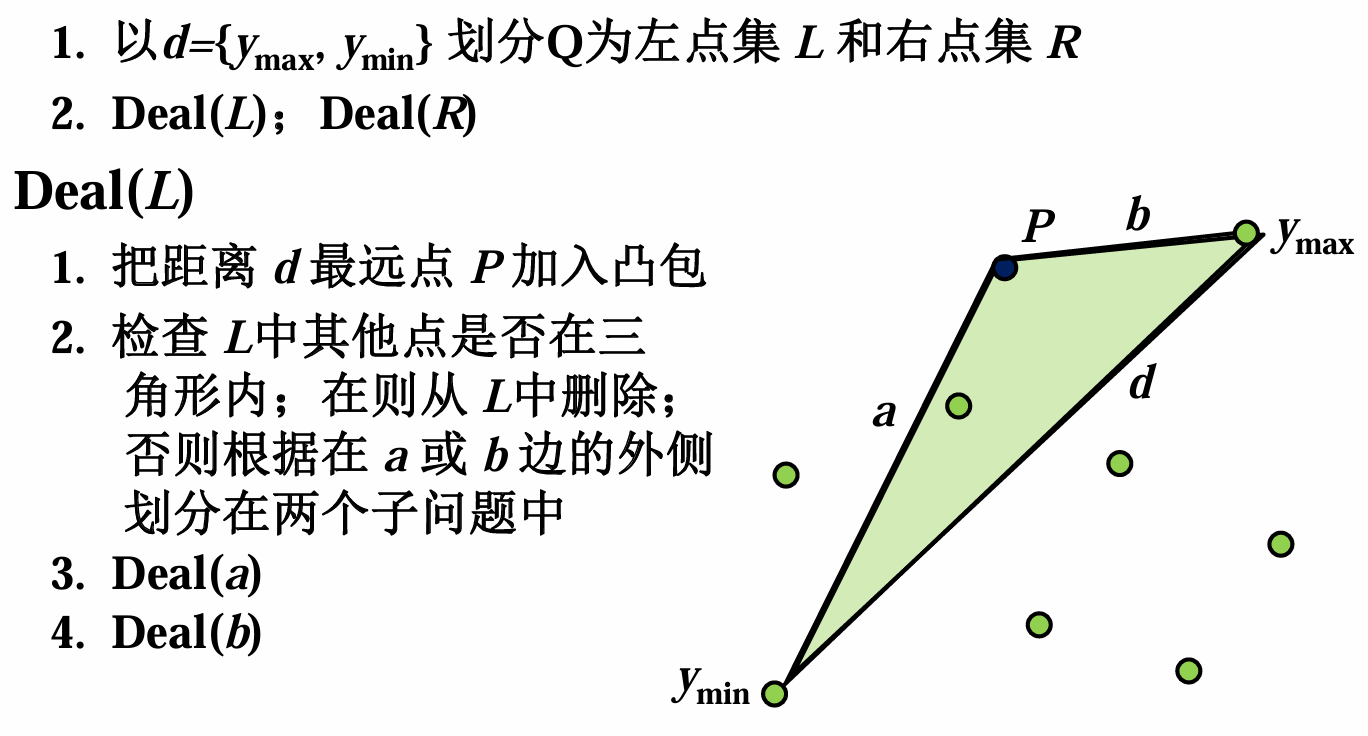 1. 以d={ymax, ymin} 划分Q为左点集 L 和右点集 R
2. Deal(L)；Deal(R)
Deal(L)
1. 把距离 d 最远点 P 加入凸包
2. 检查 L中其他点是否在三
角形内；在则从 L中删除；
否则根据在 a 或 b 边的外侧
划分在两个子问题中
3. Deal(a)
4. Deal(b)
P
b
ymax
a
d
ymin